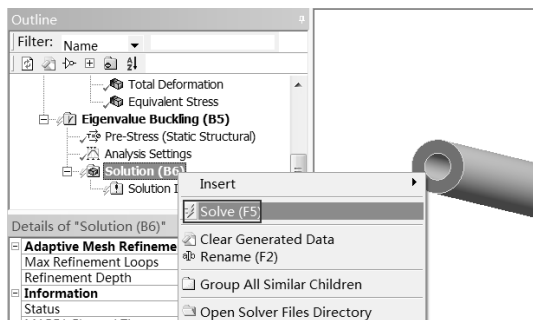 Outline
Filter: Name
Total Deformation
Equivalent Stress
Eigenvalue Buckling (B5)
Pre-Stress (Static Structural)
Analysis Settings
Solution (B6)
Solution I
Insert
Solve (F5)
Clear Generated Data
Rename (F2)
Group All Similar Children
Open Solver Files Directory
Details of "Solution (B6)"
Adaptive Mesh Refineme
Max Refinement Loops
Refinement Depth
Information
Status